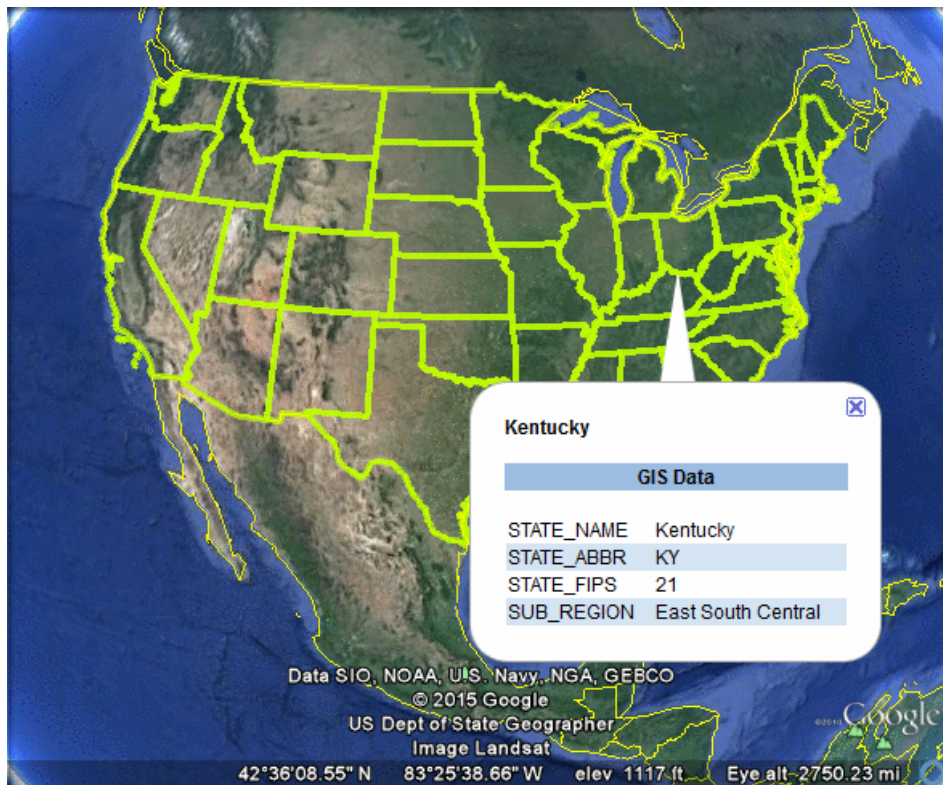 Kentucky
GIS Data
STATE_NAME Kentucky
STATE_ABBR KY
STATE_FIPS 21
SUB_REGION East South Central
Data SIO, NOAA, U.S. Navy, NGA, GEBCO
© 2015 Google
US Dept of State Geographer
Image Landsat
©2010 Google
42°36'08.55" N 83°25'38.66" W elev 1117 ft Eye alt 2750.23 mi